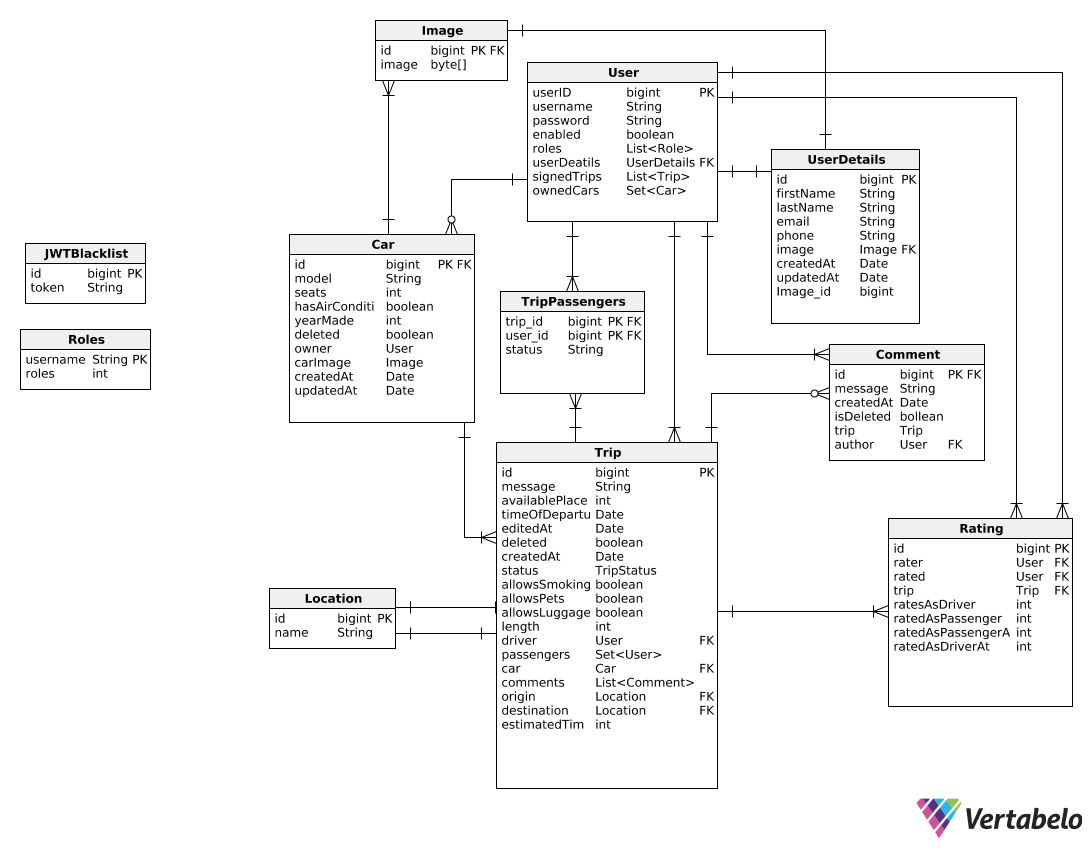 Image
id bigint PK FK
image byte[]
User
userID bigint PK
username String
password String
enabled boolean
roles List<Role>
userDeatils UserDetails FK
signedTrips List<Trip>
ownedCars Set<Car>
UserDetails
id bigint PK
firstName String
lastName String
email String
phone String
image Image FK
createdAt Date
updatedAt Date
Image_id bigint
JWTBlacklist
id bigint PK
token String
Roles
username String PK
roles int
Car
id bigint PK FK
model String
seats int
hasAirConditi boolean
yearMade int
deleted boolean
owner User
carImage Image
createdAt Date
updatedAt Date
TripPassengers
trip_id bigint PK FK
user_id bigint PK FK
status String
Comment
id bigint PK FK
message String
createdAt Date
isDeleted bollean
trip Trip
author User FK
Trip
id bigint PK
message String
availablePlace int
timeOfDepartu Date
editedAt Date
deleted boolean
createdAt Date
status TripStatus
allowsSmoking boolean
allowsPets boolean
allowsLuggage boolean
length int
driver User FK
passengers Set<User>
car Car FK
comments List<Comment>
origin Location FK
destination Location FK
estimatedTim int
Location
id bigint PK
name String
Rating
id bigint PK
rater User FK
rated User FK
trip Trip FK
ratesAsDriver int
ratedAsPassenger int
ratedAsPassengerA int
ratedAsDriverAt int
Vertabelo